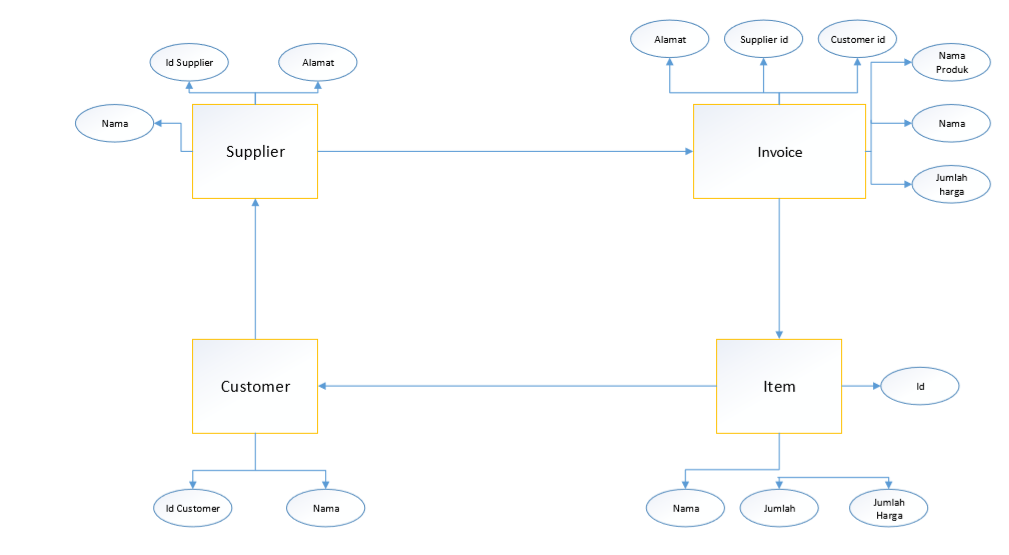 Alamat
Supplier id
Customer id
Id Supplier
Alamat
Nama
Produk
Nama
Supplier
Invoice
Nama
Jumlah
harga
Customer
Item
Id
Id Customer
Nama
Nama
Jumlah
Jumlah
Harga